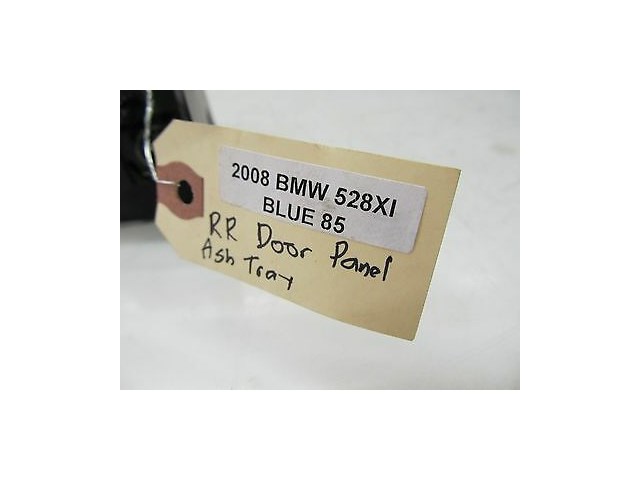 2008 BMW 528XI
BLUE 85
RR Door Panel
Ash Tray